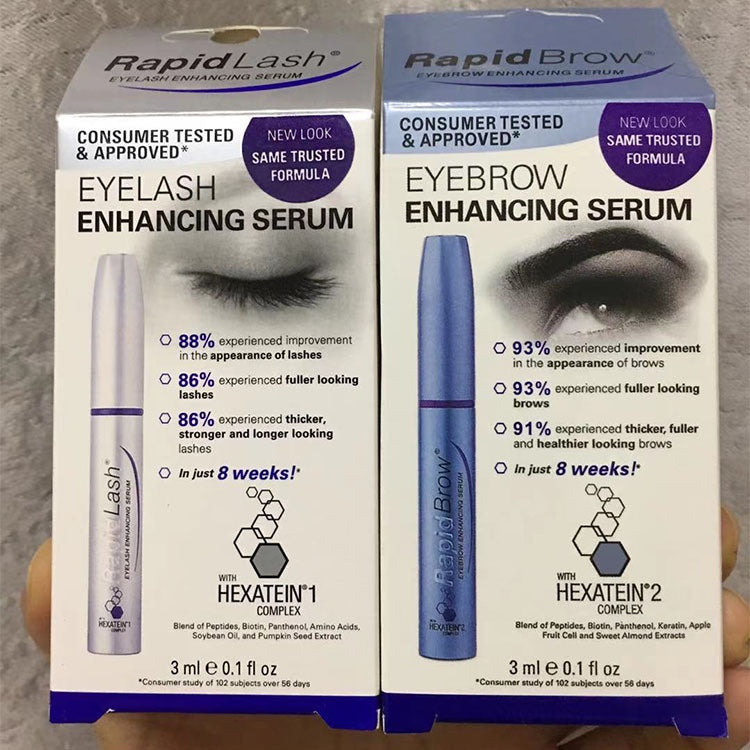 RapidLash®
EYELASH ENHANCING SERUM
CONSUMER TESTED
& APPROVED*
NEW LOOK
SAME TRUSTED
FORMULA
EYELASH
ENHANCING SERUM
88% experienced improvement
in the appearance of lashes
86% experienced fuller looking
lashes
86% experienced thicker,
stronger and longer looking
lashes
In just 8 weeks!*
RapidLash®
EYELASH ENHANCING SERUM
HEXATEIN®1
COMPLEX
WITH
HEXATEIN®1
COMPLEX
Blend of Peptides, Biotin, Panthenol, Amino Acids,
Soybean Oil, and Pumpkin Seed Extract
3 ml e 0.1 fl oz
*Consumer study of 102 subjects over 56 days
RapidBrow®
EYEBROW ENHANCING SERUM
CONSUMER TESTED
& APPROVED*
NEW LOOK
SAME TRUSTED
FORMULA
EYEBROW
ENHANCING SERUM
93% experienced improvement
in the appearance of brows
93% experienced fuller looking
brows
91% experienced thicker, fuller
and healthier looking brows
In just 8 weeks!*
RapidBrow®
EYEBROW ENHANCING SERUM
HEXATEIN®2
COMPLEX
WITH
HEXATEIN®2
COMPLEX
Blend of Peptides, Biotin, Panthenol, Keratin, Apple
Fruit Cell and Sweet Almond Extracts
3 ml e 0.1 fl oz
*Consumer study of 102 subjects over 56 days